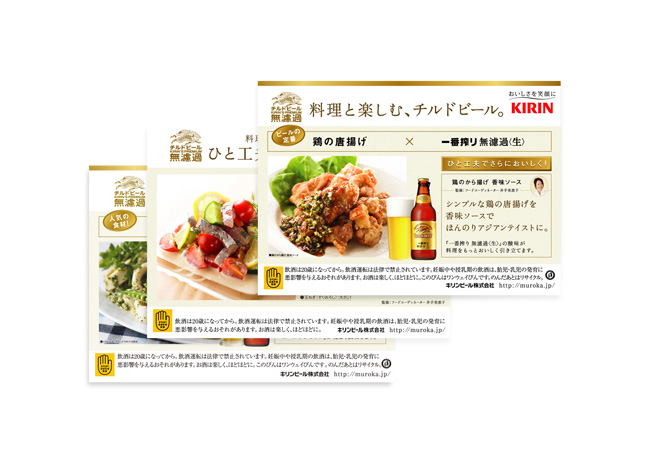 おいしさを笑顔に
KIRIN
チルドビール
無濾過
料理と楽しむ、チルドビール。
ビールの定番
鶏の唐揚げ
×
一番搾り無濾過〈生〉
ひと工夫でさらにおいしく!
鶏のから揚げ 香味ソース
シンプルな鶏の唐揚げを
香味ソースで
ほんのりアジアンテイストに。
『一番搾り 無濾過〈生〉』の酸味が
料理をもっとおいしく引き立てます。
飲酒は20歳になってから。飲酒運転は法律で禁止されています。妊娠中や授乳期の飲酒は、胎児・乳児の発育に
悪影響を与えるおそれがあります。お酒は楽しく、ほどほどに。このびんはワンウェイびんです。のんだあとはリサイクル。
キリンビール株式会社 http://muroka.jp/
チルドビール
無濾過
料理
ひと工夫
飲酒は20歳になってから。飲酒運転は法律で禁止されています。妊娠中や授乳期の飲酒は、胎児・乳児の発育に
悪影響を与えるおそれがあります。お酒は楽しく、ほどほどに。
キリンビール株式会社 http://muroka.jp/
チルドビール
無濾過
人気の
食材!
飲酒は20歳になってから。飲酒運転は法律で禁止されています。妊娠中や授乳期の飲酒は、胎児・乳児の発育に
悪影響を与えるおそれがあります。お酒は楽しく、ほどほどに。このびんはワンウェイびんです。のんだあとはリサイクル。
キリンビール株式会社 http://muroka.jp/